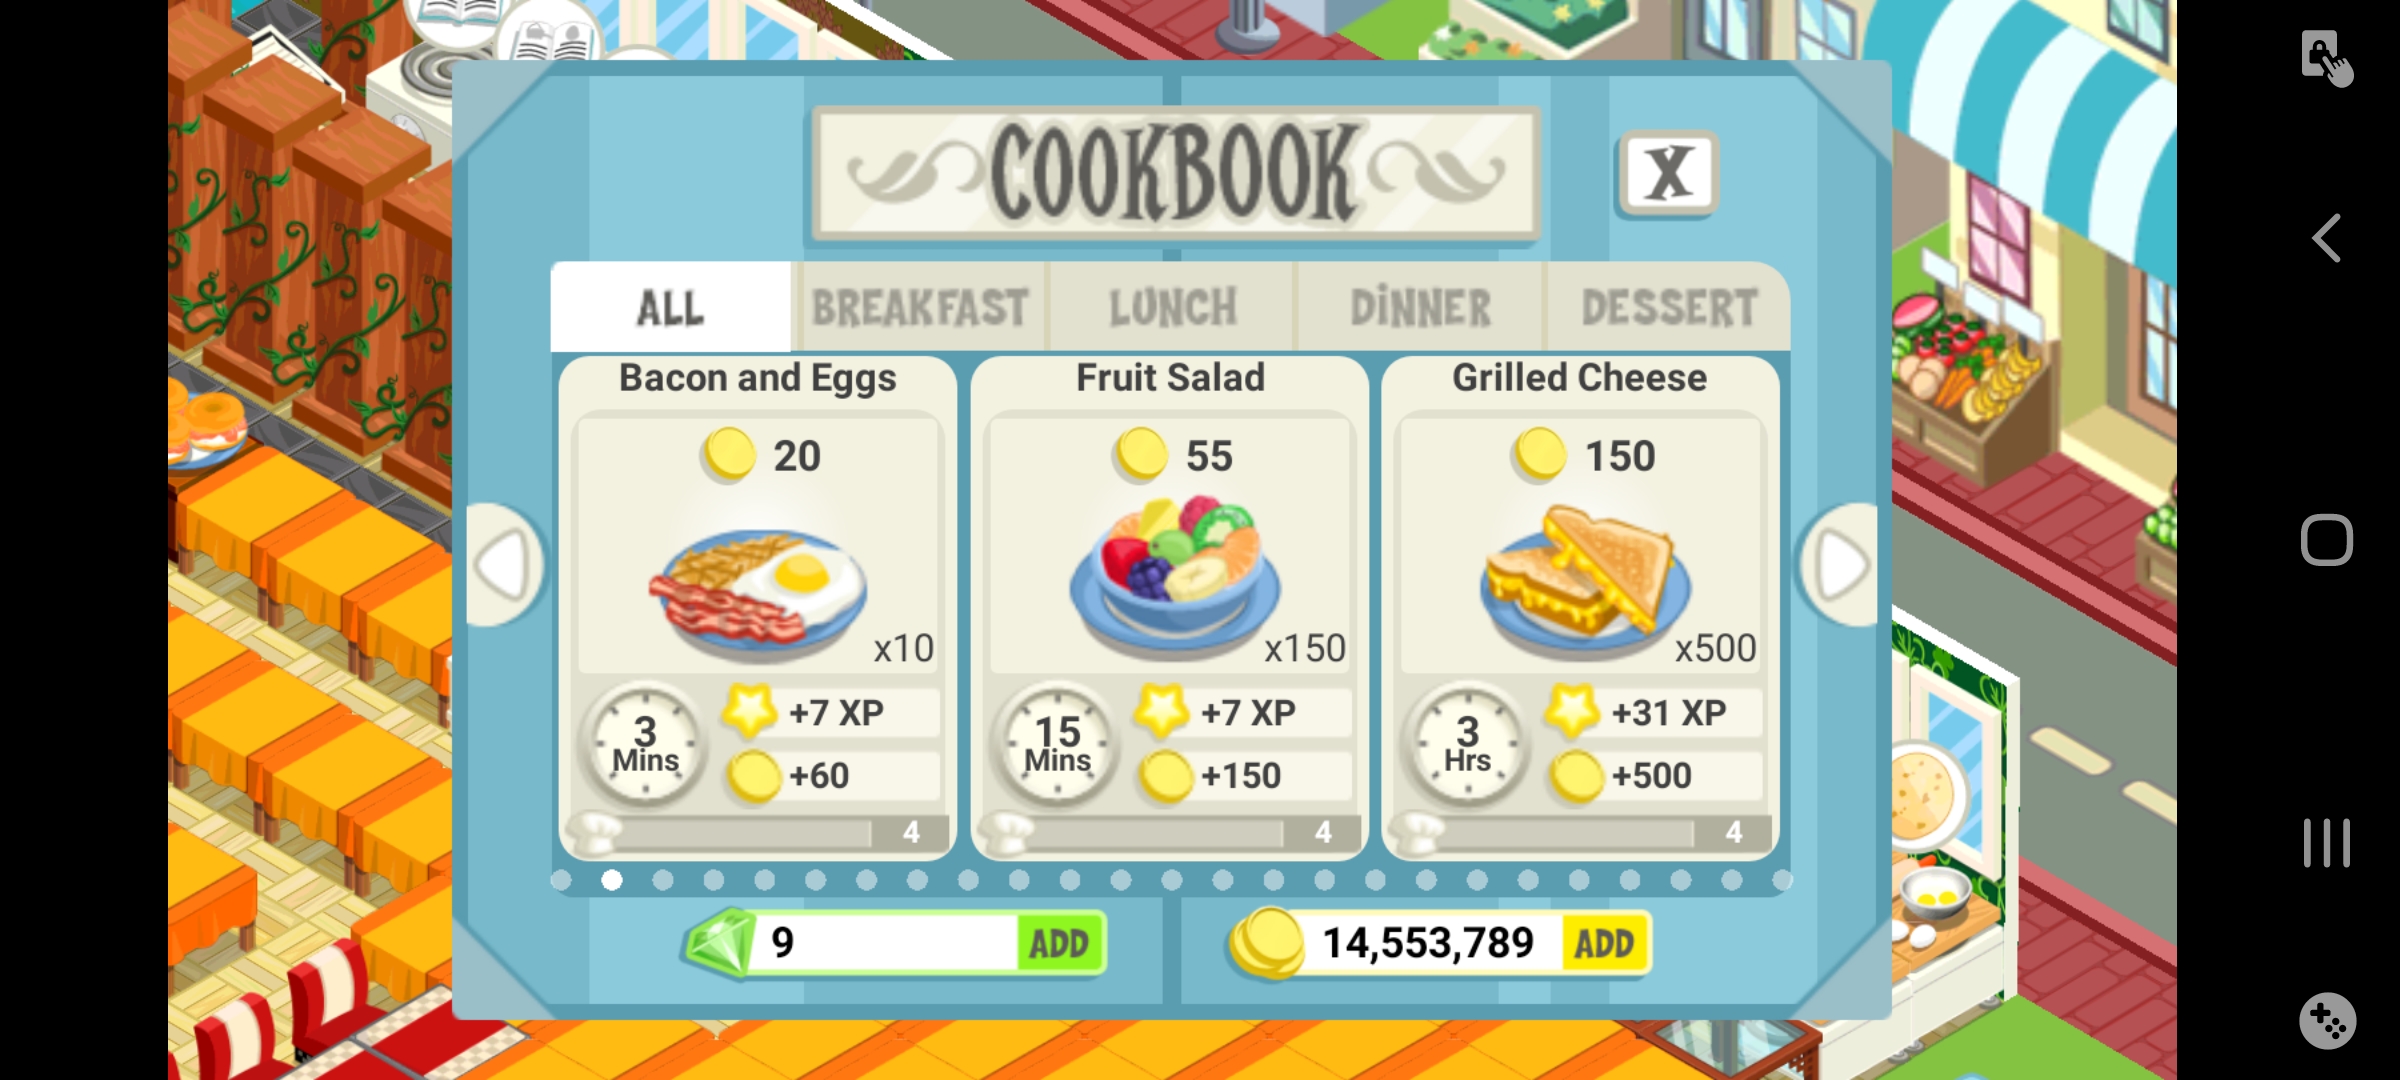 COOKBOOK
X
ALL
BREAKFAST
LUNCH
DINNER
DESSERT
Bacon and Eggs
20
x10
3
Mins
+7 XP
+60
4
Fruit Salad
55
x150
15
Mins
+7 XP
+150
4
Grilled Cheese
150
x500
3
Hrs
+31 XP
+500
4
9
ADD
14,553,789
ADD